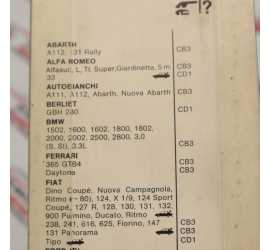 ABARTH
A112, 131 Rally CB3
ALFA ROMEO
Alfasuc, L, TI, Super, Giardinetta, 5 m CB3
33 CD1
AUTOBIANCHI
A111, A112, Abarth, Nuova Abarth CB3
BERLIET
GBH 280 CD1
BMW
1502, 1600, 1602, 1800, 1802,
2000, 2002, 2500, 2800, 3,0
(S, SI), 3.3L CB3
FERRARI
365 GTB4 CB3
Daytona CB3
FIAT
Dino Coupé, Nuova Campagnola,
Ritmo (- 80), 124, X 1/9, 124 Sport
Coupé, 127, 128, 130, 131, 132,
900 Pulmino, Ducato, Ritmo
238, 241, 616, 625, Fiorino, 147 CB3
131 Panorama CB3
Tipo CD1